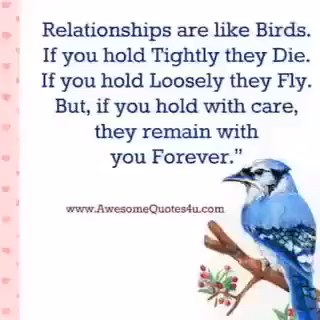 Relationships are like Birds.
If you hold Tightly they Die.
If you hold Loosely they Fly.
But, if you hold with care,
they remain with
you Forever.”
www.AwesomeQuotes4u.com